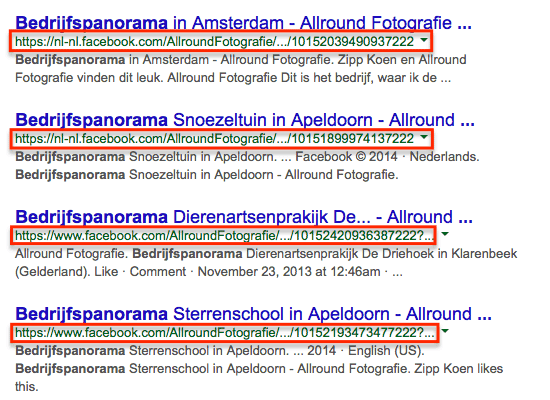 Bedrijfspanorama in Amsterdam - Allround Fotografie ...
https://nl-nl.facebook.com/AllroundFotografie/.../10152039490937222
Bedrijfspanorama in Amsterdam - Allround Fotografie. Zipp Koen en Allround
Fotografie vinden dit leuk. Allround Fotografie Dit is het bedrijf, waar ik de ...
Bedrijfspanorama Snoezeltuin in Apeldoorn - Allround ...
https://nl-nl.facebook.com/AllroundFotografie/.../10151899974137222
Bedrijfspanorama Snoezeltuin in Apeldoorn. ... Facebook © 2014 · Nederlands.
Bedrijfspanorama Snoezeltuin in Apeldoorn - Allround Fotografie.
Bedrijfspanorama Dierenartsenprakijk De... - Allround ...
https://www.facebook.com/AllroundFotografie/.../10152420936387222?...
Allround Fotografie. Bedrijfspanorama Dierenartsenprakijk De Driehoek in Klarenbeek
(Gelderland). Like · Comment · November 23, 2013 at 12:46am · ...
Bedrijfspanorama Sterrenschool in Apeldoorn - Allround ...
https://www.facebook.com/AllroundFotografie/.../10152193473477222?...
Bedrijfspanorama Sterrenschool in Apeldoorn. ... 2014 · English (US).
Bedrijfspanorama Sterrenschool in Apeldoorn - Allround Fotografie. Zipp Koen likes
this.